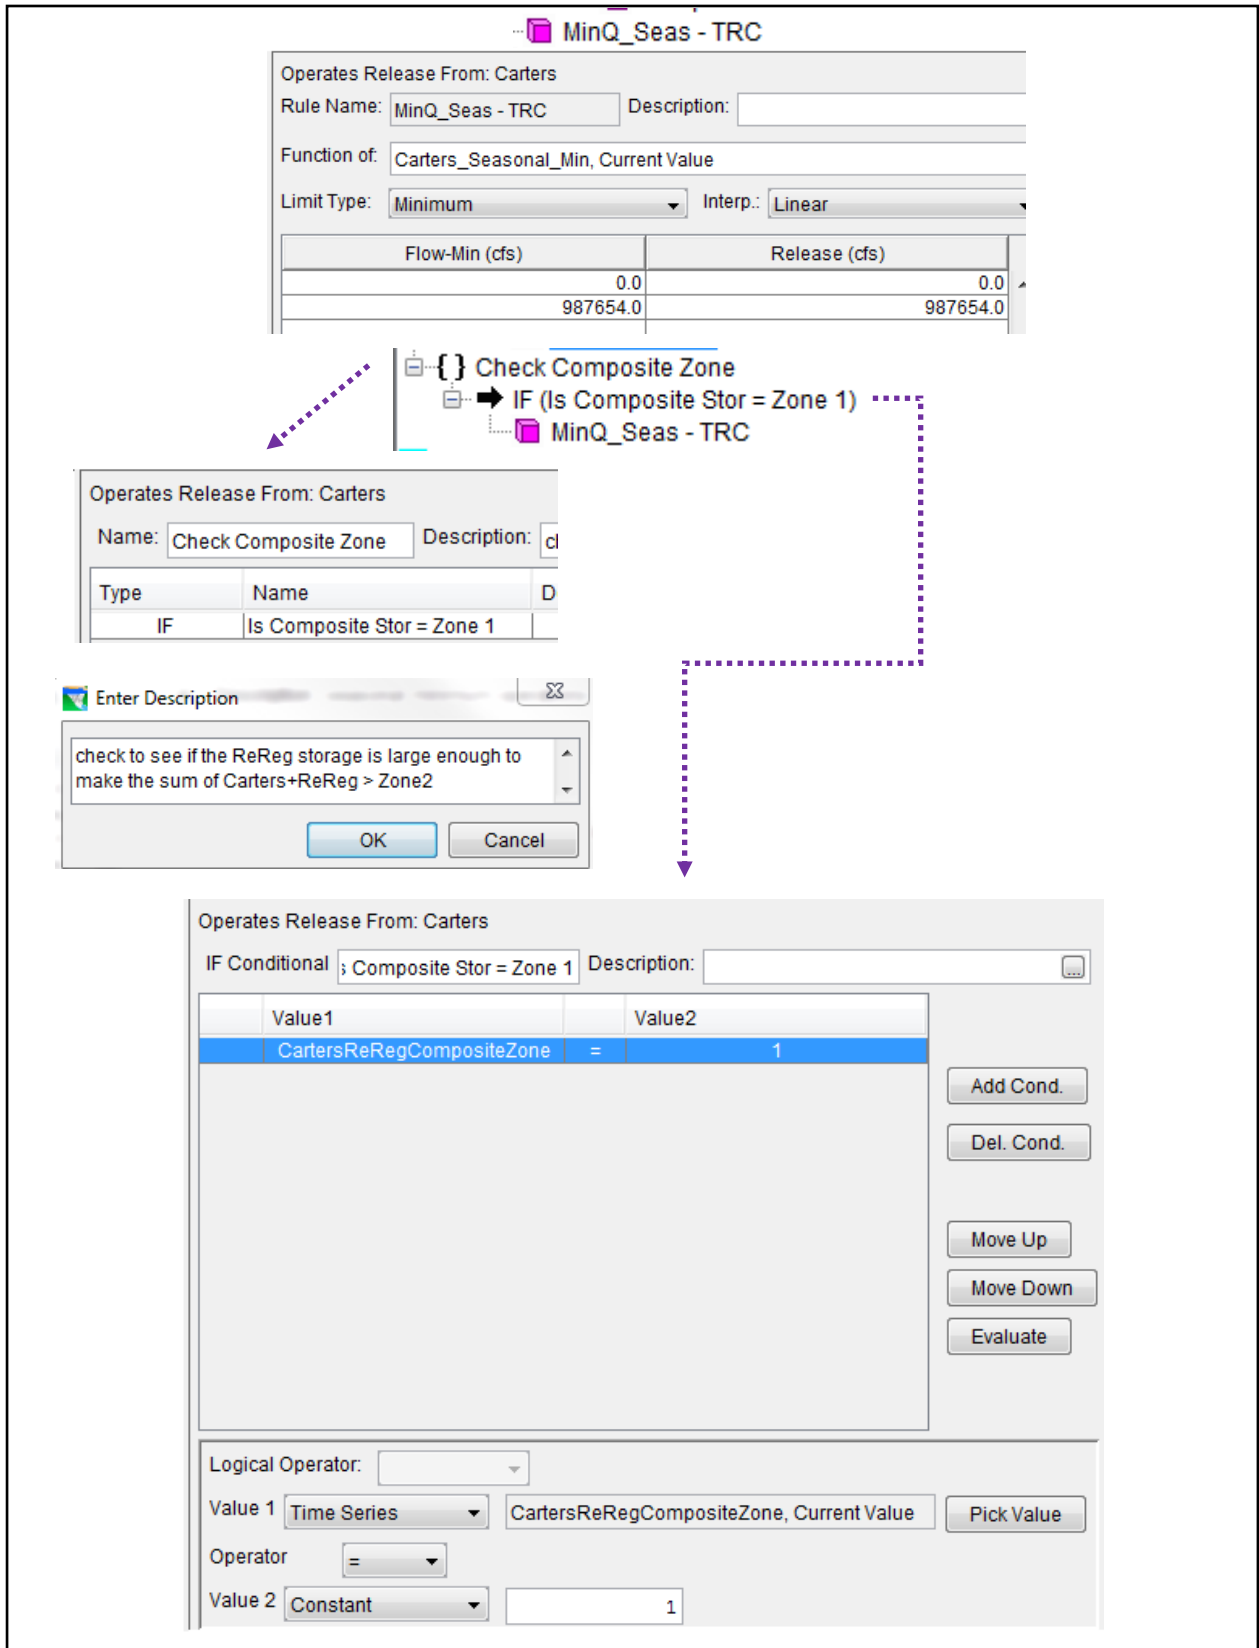 MinQ_Seas - TRC
Operates Release From: Carters
Rule Name: MinQ_Seas - TRC Description:
Function of: Carters_Seasonal_Min, Current Value
Limit Type: Minimum Interp.: Linear
Flow-Min (cfs) Release (cfs)
0.0 0.0
987654.0 987654.0
{ } Check Composite Zone
IF (Is Composite Stor = Zone 1)
MinQ_Seas - TRC
Operates Release From: Carters
Name: Check Composite Zone Description:
Type Name D
IF Is Composite Stor = Zone 1
Enter Description
check to see if the ReReg storage is large enough to
make the sum of Carters+ReReg > Zone2
OK Cancel
Operates Release From: Carters
IF Conditional Composite Stor = Zone 1 Description: ...
Value1 Value2
CartersReRegCompositeZone = 1
Add Cond.
Del. Cond.
Move Up
Move Down
Evaluate
Logical Operator:
Value 1 Time Series CartersReRegCompositeZone, Current Value Pick Value
Operator =
Value 2 Constant 1